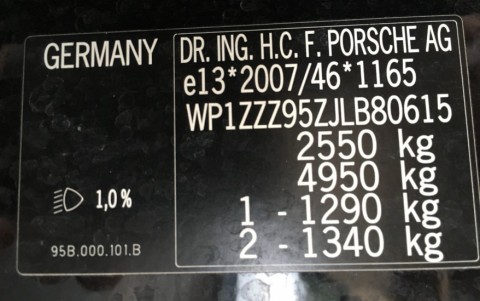 GERMANY
DR. ING. H.C. F. PORSCHE AG
e13*2007/46*1165
WP1ZZZ95ZJLB80615
2550 kg
4950 kg
1 - 1290 kg
2 - 1340 kg
1,0%
95B.000.101.B